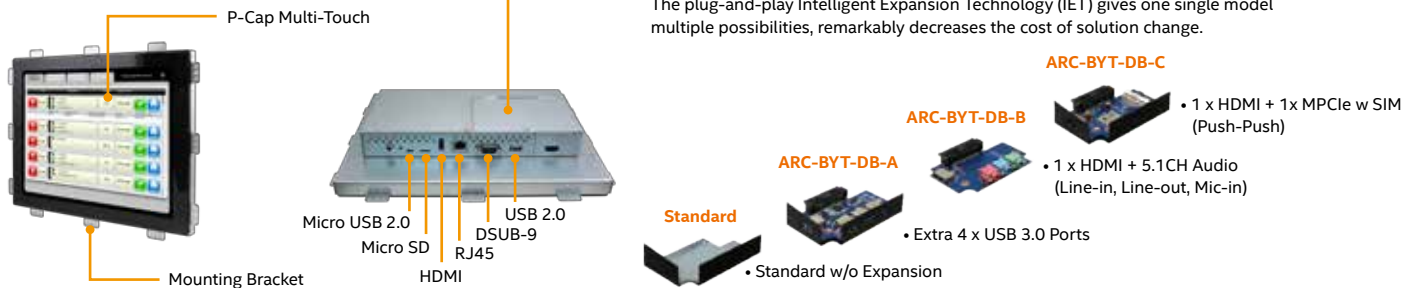 P-Cap Multi-Touch
Micro USB 2.0
Micro SD
HDMI
RJ45
DSUB-9
USB 2.0
Mounting Bracket
The plug-and-play Intelligent Expansion Technology (IET) gives one single model
multiple possibilities, remarkably decreases the cost of solution change.
Standard
• Standard w/o Expansion
ARC-BYT-DB-A
• Extra 4 x USB 3.0 Ports
ARC-BYT-DB-B
• 1 x HDMI + 5.1CH Audio
(Line-in, Line-out, Mic-in)
ARC-BYT-DB-C
• 1 x HDMI + 1x MPCIe w SIM
(Push-Push)